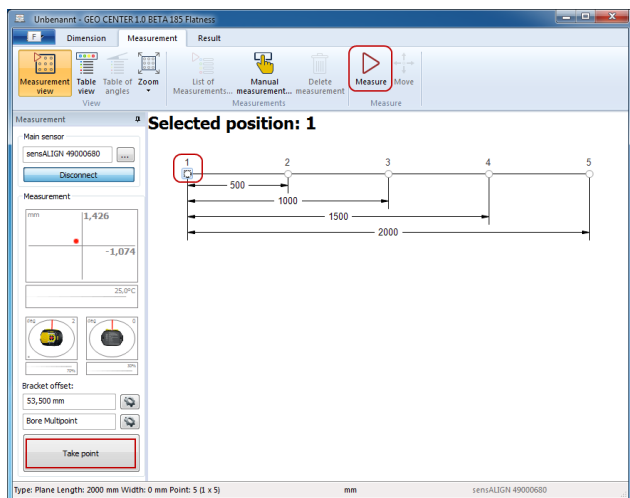 Unbenannt - GEO CENTER 1.0 BETA 185 Flatness
F
Dimension Measurement Result
Measurement view
Table view
Table of angles
Zoom
List of Measurements...
Manual measurement...
Delete measurement
Measure
Move
View Measurements Measure
Measurement
Selected position: 1
Main sensor
sensALIGN 49000680 ...
Disconnect
1 2 3 4 5
500
1000
1500
2000
Measurement
mm 1,426
-1,074
25,0°C
deg 2 deg 0
Bracket offset:
53,500 mm
Bore Multipoint
Take point
Type: Plane Length: 2000 mm Width: 0 mm Point: 5 (1 x 5) mm sensALIGN 49000680